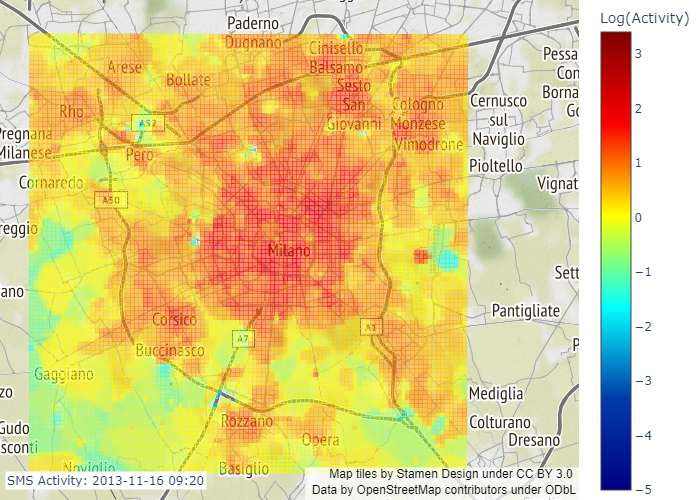 Log(Activity)
Paderno
Dugnano
Cinisello
Balsamo
Arese
Bollate
Sesto
San
Giovanni
Rho
A52
Cologno
Monzese
Vimodrone
Cernusco
sul
Naviglio
Pessa
Con
Borna
Go
Pregnana
Milanese
Pero
Pioltello
Cornaredo
Vignat
A50
reggio
Milano
Sett
ano
Pantigliate
Corsico
A7
A1
Buccinasco
P
Gaggiano
zo
Mediglia
Rozzano
Colturano
Gudo
sconti
Opera
Dresano
Noviglio
Basiglio
3
2
1
0
−1
−2
−3
−4
−5
SMS Activity: 2013-11-16 09:20
Map tiles by Stamen Design under CC BY 3.0
Data by OpenStreetMap contributors under ODbL